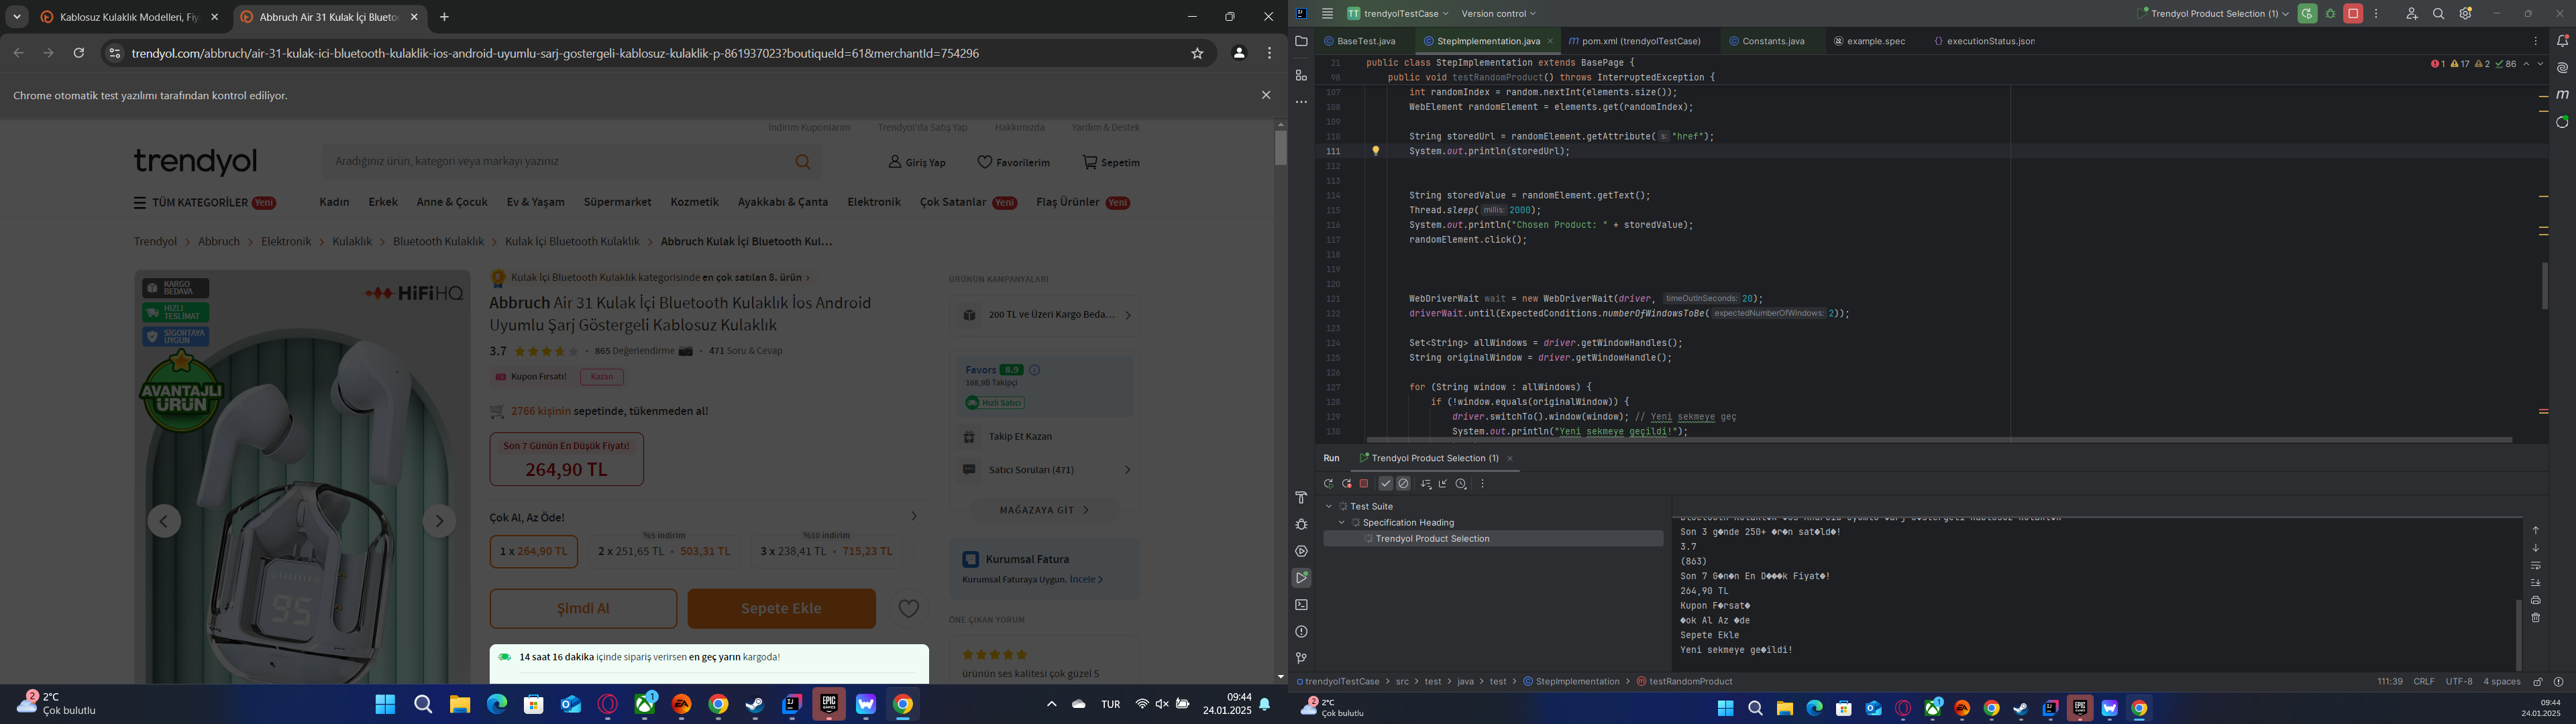 Kablosuz Kulaklık Modelleri, Fiy
Abbruch Air 31 Kulak İçi Bluetoo
trendyol.com/abbruch/air-31-kulak-ici-bluetooth-kulaklik-ios-android-uyumlu-sarj-gostergeli-kablosuz-kulaklik-p-861937023?boutiqueId=61&merchantId=754296
Chrome otomatik test yazılımı tarafından kontrol ediliyor.
İndirim Kuponlarım Trendyol'da Satış Yap Hakkımızda Yardım & Destek
trendyol
Aradığınız ürün, kategori veya markayı yazınız
Giriş Yap Favorilerim Sepetim
TÜM KATEGORİLER Yeni Kadın Erkek Anne & Çocuk Ev & Yaşam Süpermarket Kozmetik Ayakkabı & Çanta Elektronik Çok Satanlar Yeni Flaş Ürünler Yeni
Trendyol > Abbruch > Elektronik > Kulaklık > Bluetooth Kulaklık > Kulak İçi Bluetooth Kulaklık > Abbruch Kulak İçi Bluetooth Kul...
KARGO
BEDAVA
HIZLI
TESLİMAT
SİGORTAYA
UYGUN
HiFiHQ
AVANTAJLI
ÜRÜN
95
Kulak İçi Bluetooth Kulaklık kategorisinde en çok satılan 8. ürün >
Abbruch Air 31 Kulak İçi Bluetooth Kulaklık İos Android
Uyumlu Şarj Göstergeli Kablosuz Kulaklık
3.7 • 865 Değerlendirme • 471 Soru & Cevap
Kupon Fırsatı! Kazan
2766 kişinin sepetinde, tükenmeden al!
Son 7 Günün En Düşük Fiyatı!
264,90 TL
Çok Al, Az Öde!
%5 indirim %10 indirim
1 x 264,90 TL 2 x 251,65 TL • 503,31 TL 3 x 238,41 TL • 715,23 TL
Şimdi Al Sepete Ekle
14 saat 16 dakika içinde sipariş verirsen en geç yarın kargoda!
ÜRÜNÜN KAMPANYALARI
200 TL ve Üzeri Kargo Beda...
Favors 8.9
168,9B Takipçi
Hızlı Satıcı
Takip Et Kazan
Satıcı Soruları (471)
MAĞAZAYA GİT
Kurumsal Fatura
Kurumsal Faturaya Uygun. İncele
ÖNE ÇIKAN YORUM
ürünün ses kalitesi çok güzel 5
2
2°C
Çok bulutlu
1
EPIC
GAMES
TUR
09:44
24.01.2025
TT trendyolTestCase Version control
Trendyol Product Selection (1)
BaseTest.java StepImplementation.java pom.xml (trendyolTestCase) Constants.java example.spec executionStatus.json
1 17 2 86
21 public class StepImplementation extends BasePage {
98 public void testRandomProduct() throws InterruptedException {
107 int randomIndex = random.nextInt(elements.size());
108 WebElement randomElement = elements.get(randomIndex);
109
110 String storedUrl = randomElement.getAttribute( s: "href");
111 System.out.println(storedUrl);
112
113
114 String storedValue = randomElement.getText();
115 Thread.sleep( millis: 2000);
116 System.out.println("Chosen Product: " + storedValue);
117 randomElement.click();
118
119
120
121 WebDriverWait wait = new WebDriverWait(driver, timeOutInSeconds: 20);
122 driverWait.until(ExpectedConditions.numberOfWindowsToBe( expectedNumberOfWindows: 2));
123
124 Set<String> allWindows = driver.getWindowHandles();
125 String originalWindow = driver.getWindowHandle();
126
127 for (String window : allWindows) {
128 if (!window.equals(originalWindow)) {
129 driver.switchTo().window(window); // Yeni sekmeye geç
130 System.out.println("Yeni sekmeye geçildi!");
Run Trendyol Product Selection (1)
Test Suite
Specification Heading
Trendyol Product Selection
Son 3 g�nde 250+ �r�n sat�ld�!
3.7
(863)
Son 7 G�n�n En D���k Fiyat�!
264,90 TL
Kupon F�rsat�
�ok Al Az �de
Sepete Ekle
Yeni sekmeye ge�ildi!
trendyolTestCase > src > test > java > test > StepImplementation > testRandomProduct
111:39 CRLF UTF-8 4 spaces
2
2°C
Çok bulutlu
09:44
24.01.2025